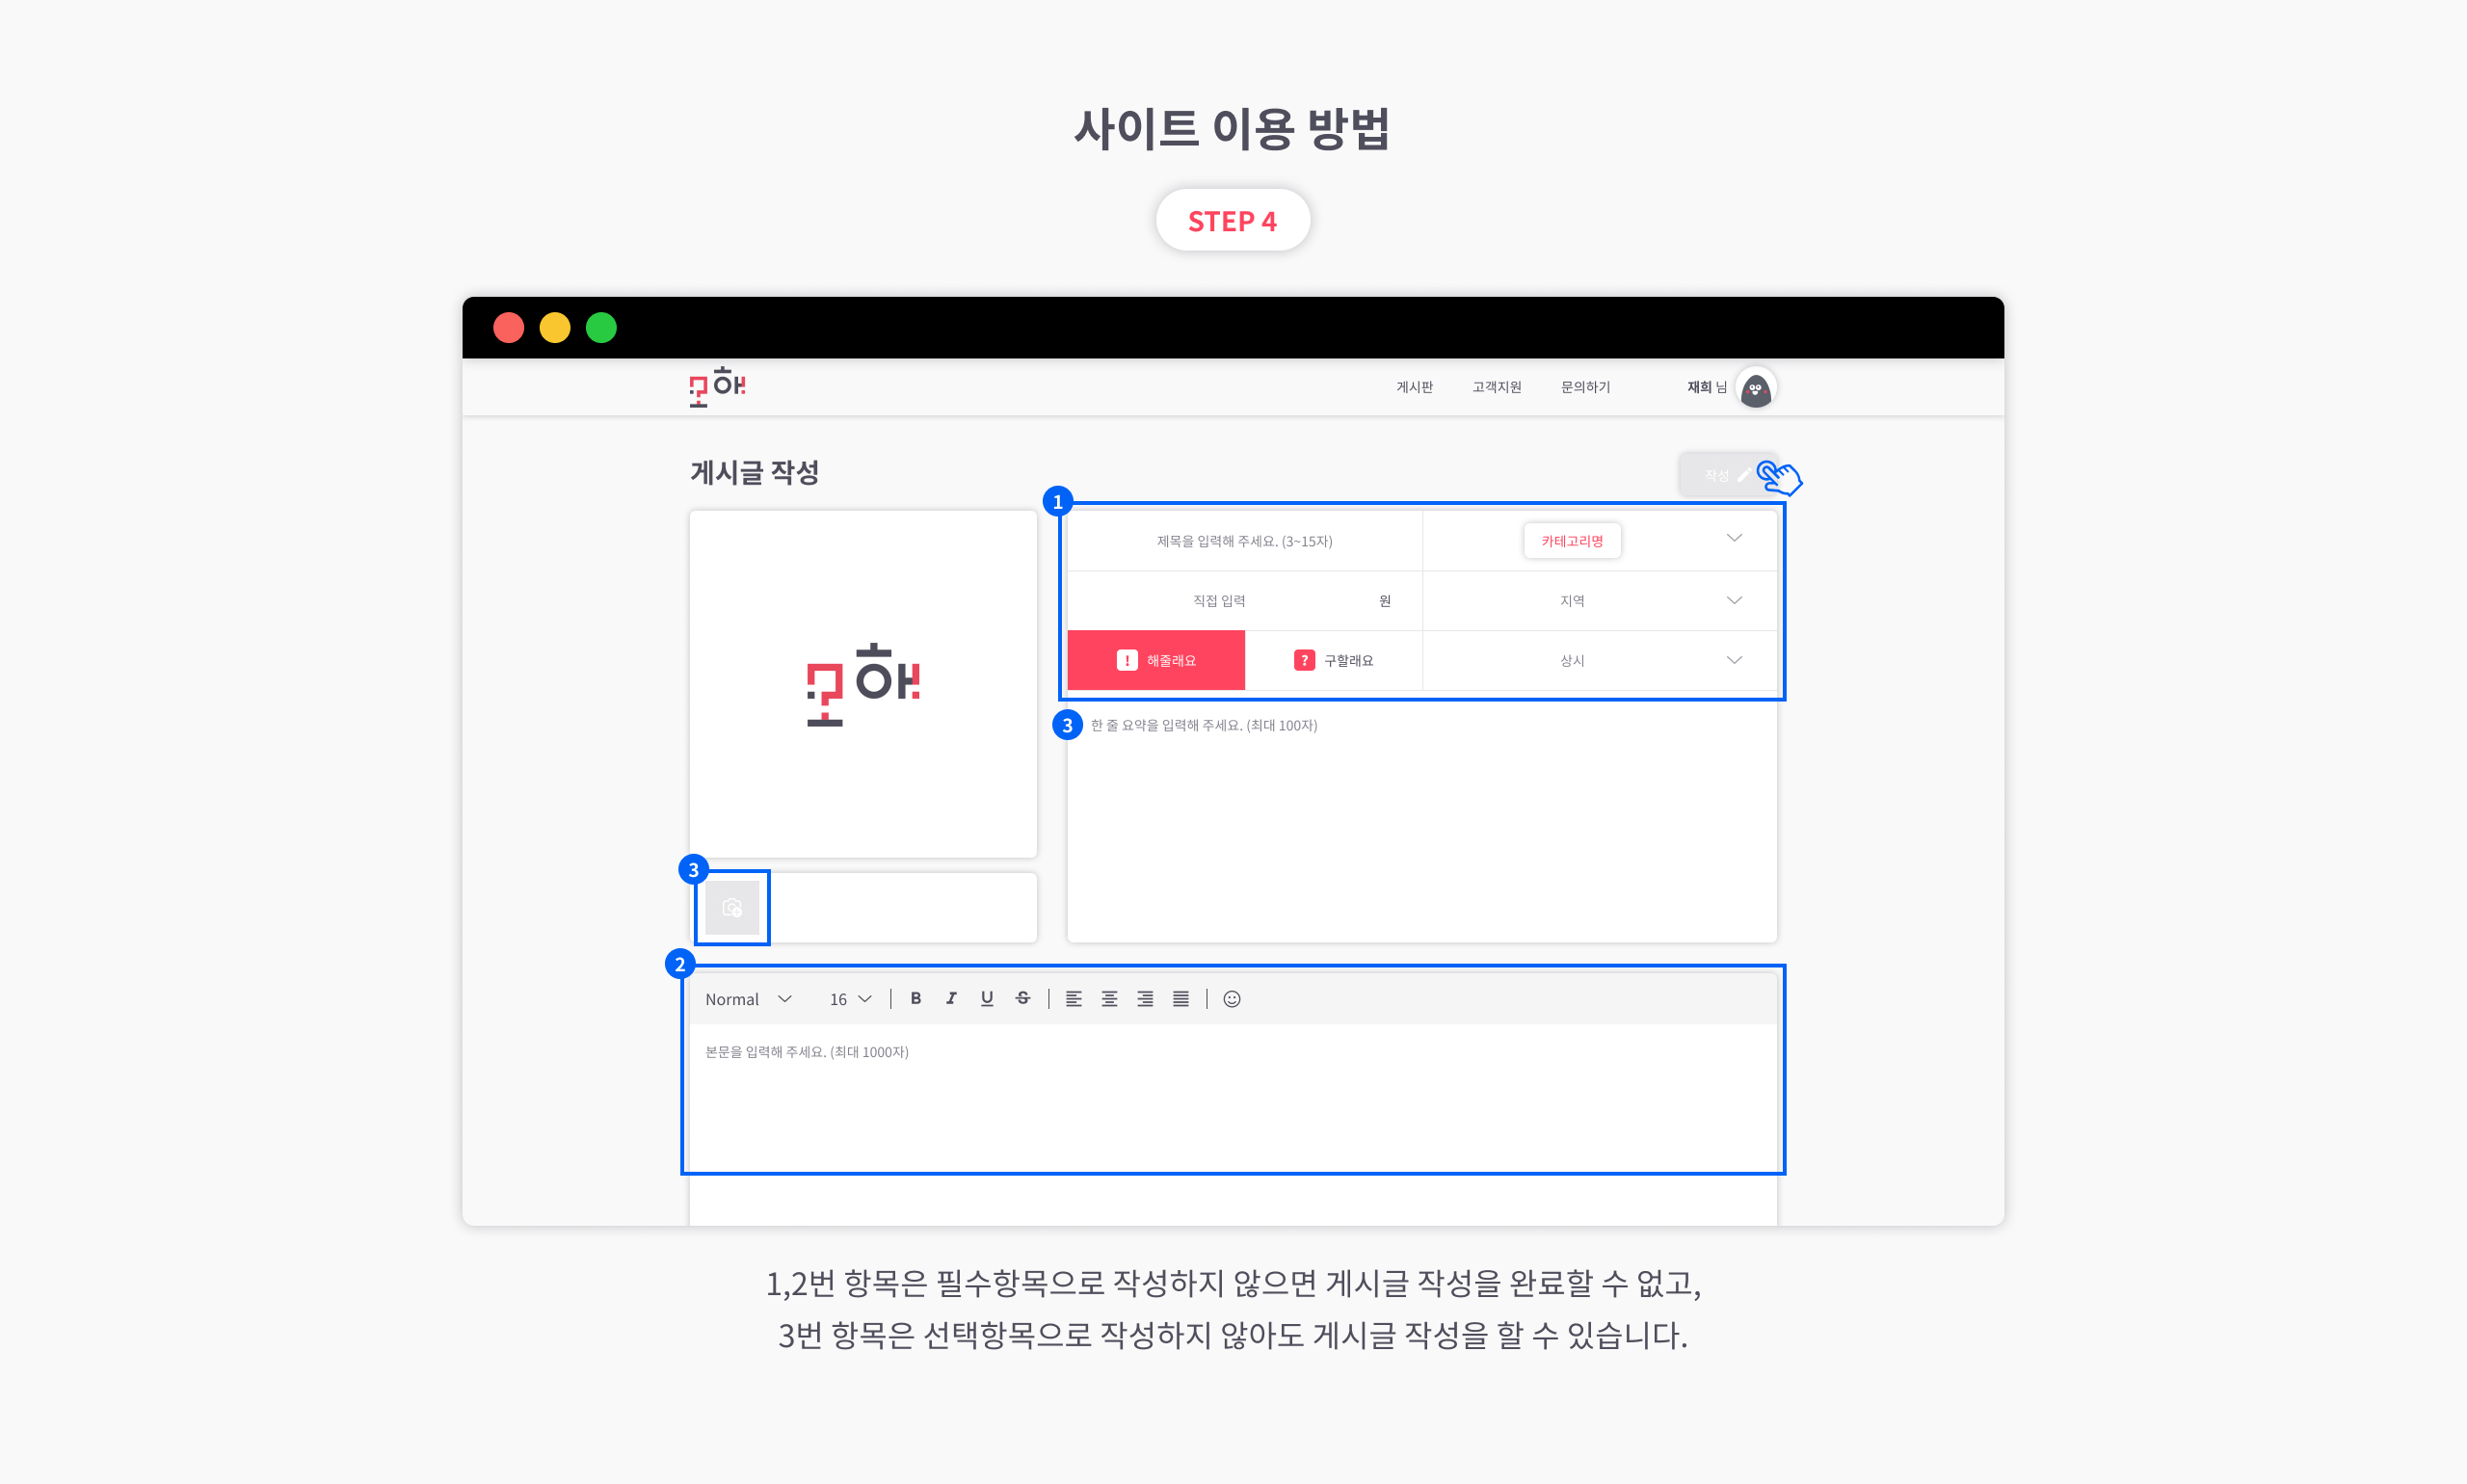 사이트 이용 방법
STEP 4
모해
게시판 고객지원 문의하기 재희 님
게시글 작성
작성
1
제목을 입력해 주세요. (3~15자) 카테고리명
직접 입력 원 지역
! 해줄래요 ? 구할래요 상시
모해
3 한 줄 요약을 입력해 주세요. (최대 100자)
3
2
Normal 16 B I U S
본문을 입력해 주세요. (최대 1000자)
1,2번 항목은 필수항목으로 작성하지 않으면 게시글 작성을 완료할 수 없고,
3번 항목은 선택항목으로 작성하지 않아도 게시글 작성을 할 수 있습니다.